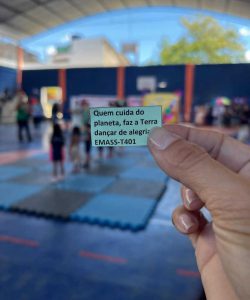 Quem cuida do
planeta, faz a Terra
dançar de alegria
EMASS-T401